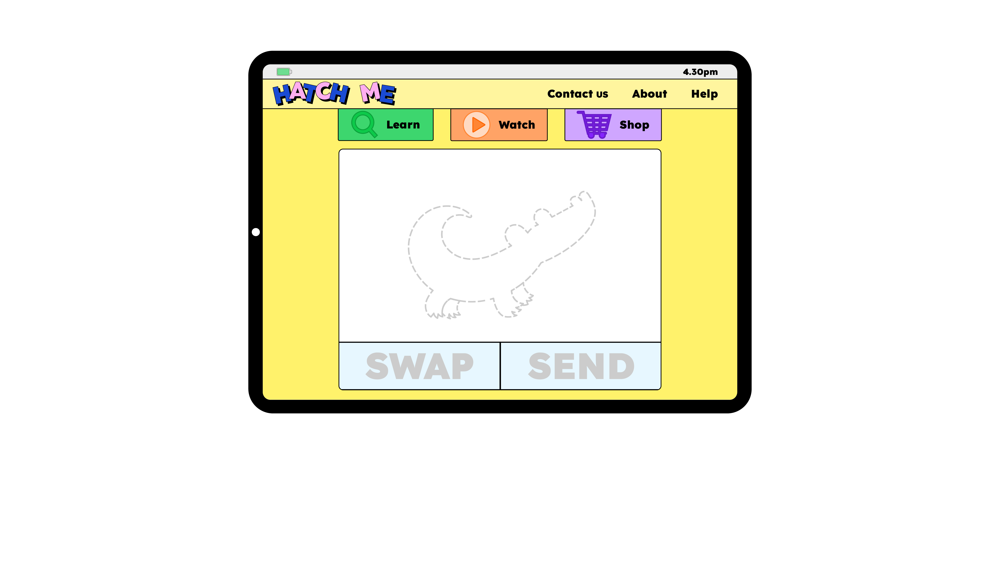 4.30pm
HATCH ME
Contact us About Help
Learn Watch Shop
SWAP SEND